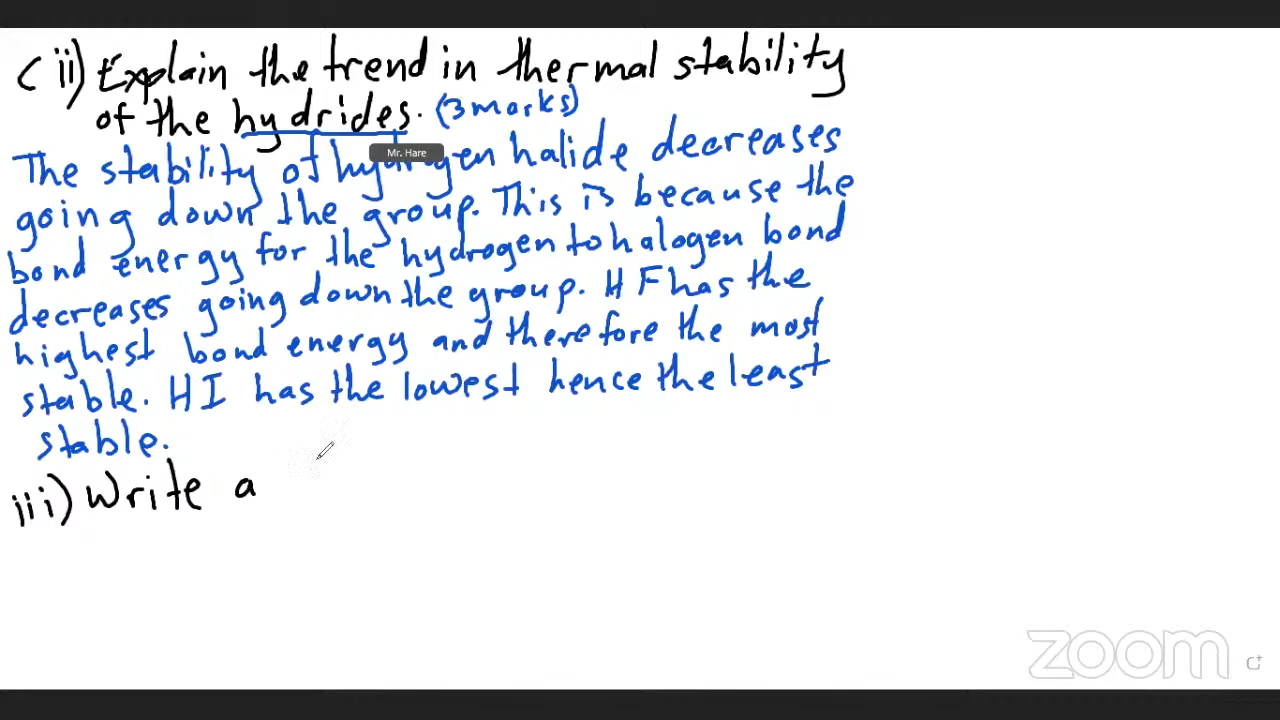 c ii) Explain the trend in thermal stability
of the hydrides. (3 marks)
Mr. Hare
The stability of hydrogen halide decreases
going down the group. This is because the
bond energy for the hydrogen to halogen bond
decreases going down the group. HF has the
highest bond energy and therefore the most
stable. HI has the lowest hence the least
stable.
iii) Write a
zoom